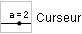 a = 2 Curseur